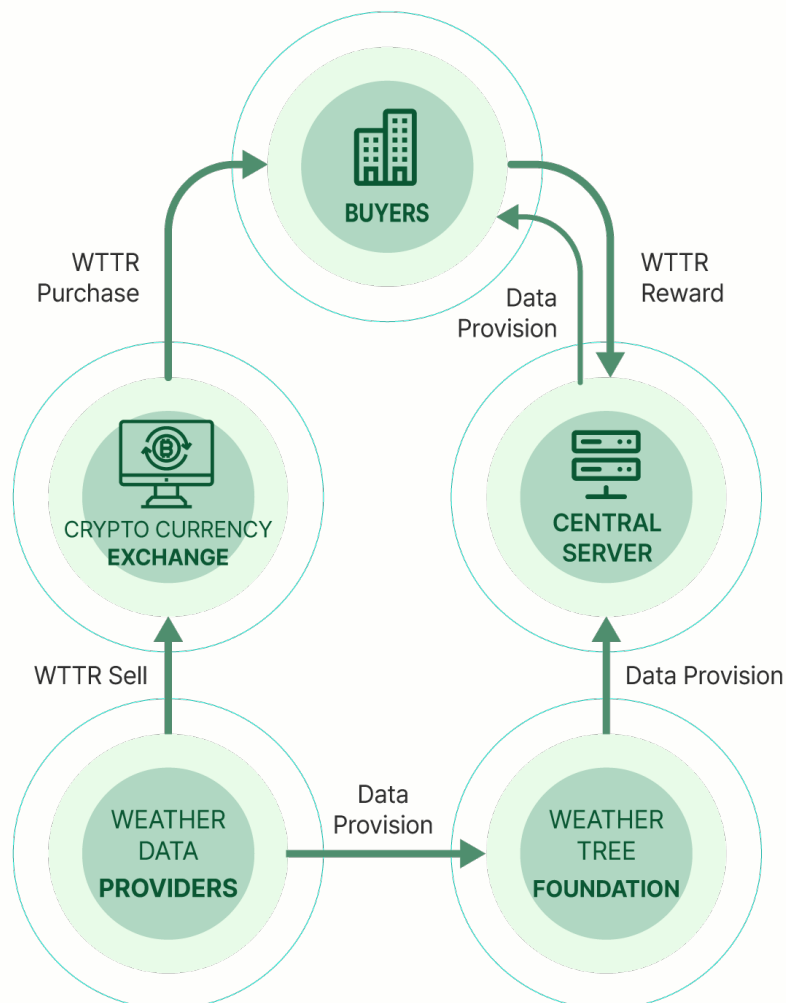 BUYERS
WTTR
Purchase
WTTR
Reward
Data
Provision
CRYPTO CURRENCY
EXCHANGE
CENTRAL
SERVER
WTTR Sell
Data Provision
Data
Provision
WEATHER
DATA
PROVIDERS
WEATHER
TREE
FOUNDATION